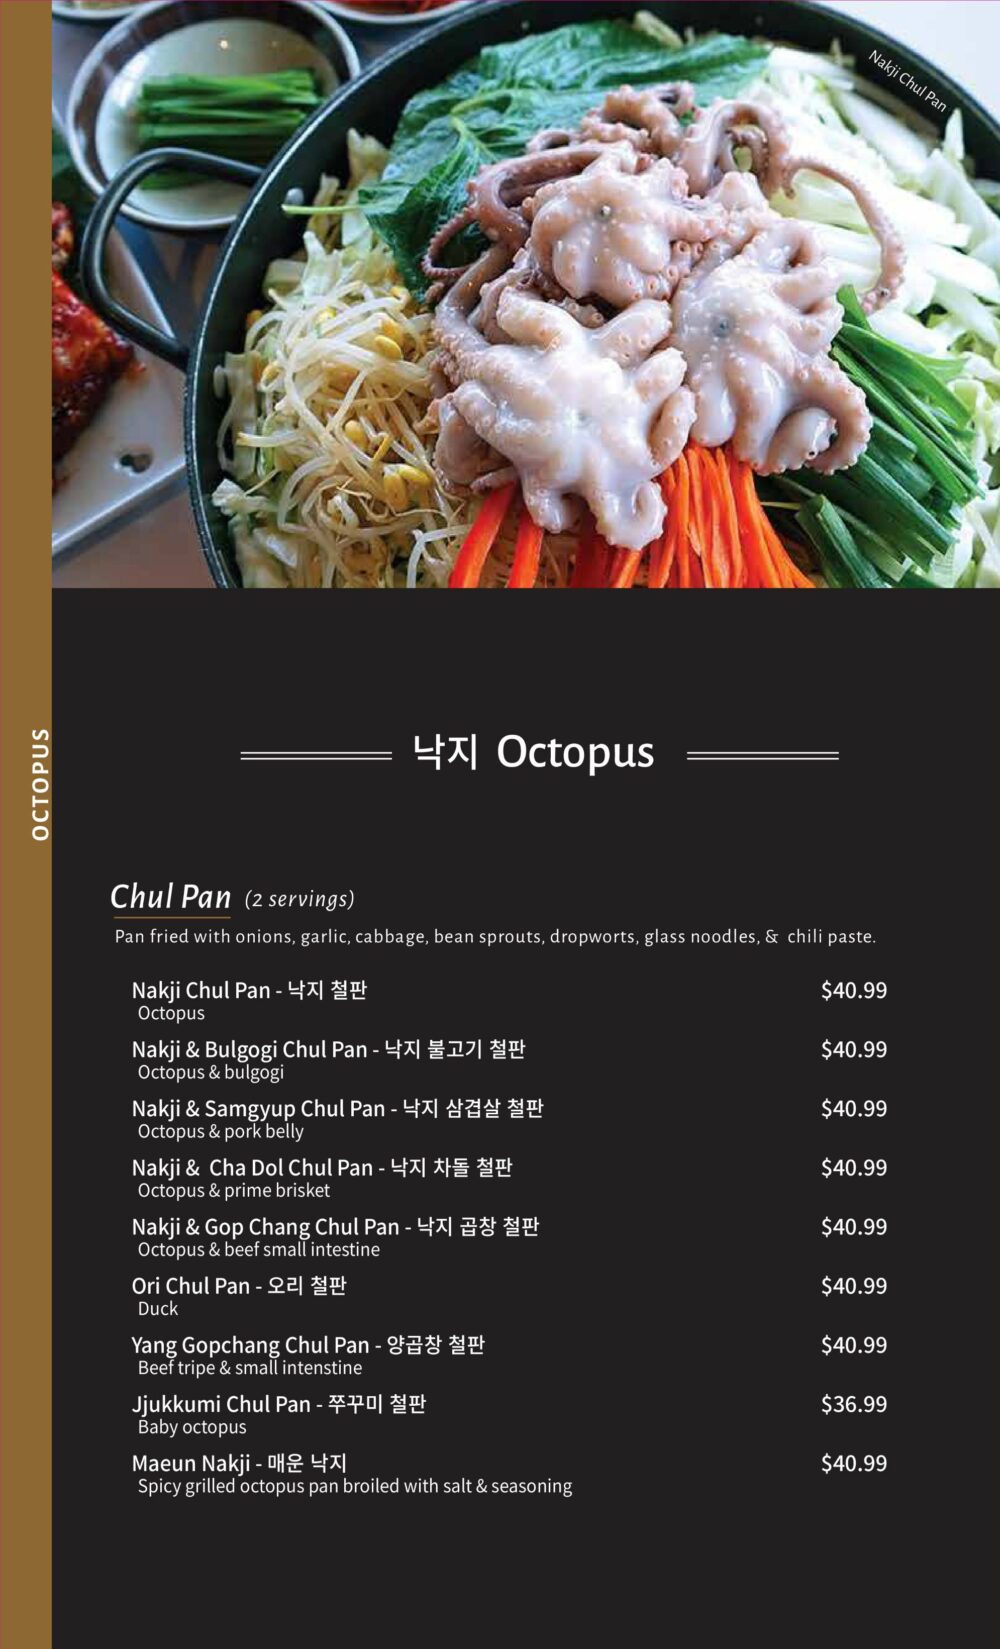 Nakji Chul Pan
OCTOPUS
낙지 Octopus
Chul Pan (2 servings)
Pan fried with onions, garlic, cabbage, bean sprouts, dropworts, glass noodles, & chili paste.
Nakji Chul Pan - 낙지 철판 $40.99
Octopus
Nakji & Bulgogi Chul Pan - 낙지 불고기 철판 $40.99
Octopus & bulgogi
Nakji & Samgyup Chul Pan - 낙지 삼겹살 철판 $40.99
Octopus & pork belly
Nakji & Cha Dol Chul Pan - 낙지 차돌 철판 $40.99
Octopus & prime brisket
Nakji & Gop Chang Chul Pan - 낙지 곱창 철판 $40.99
Octopus & beef small intestine
Ori Chul Pan - 오리 철판 $40.99
Duck
Yang Gopchang Chul Pan - 양곱창 철판 $40.99
Beef tripe & small intenstine
Jjukkumi Chul Pan - 쭈꾸미 철판 $36.99
Baby octopus
Maeun Nakji - 매운 낙지 $40.99
Spicy grilled octopus pan broiled with salt & seasoning